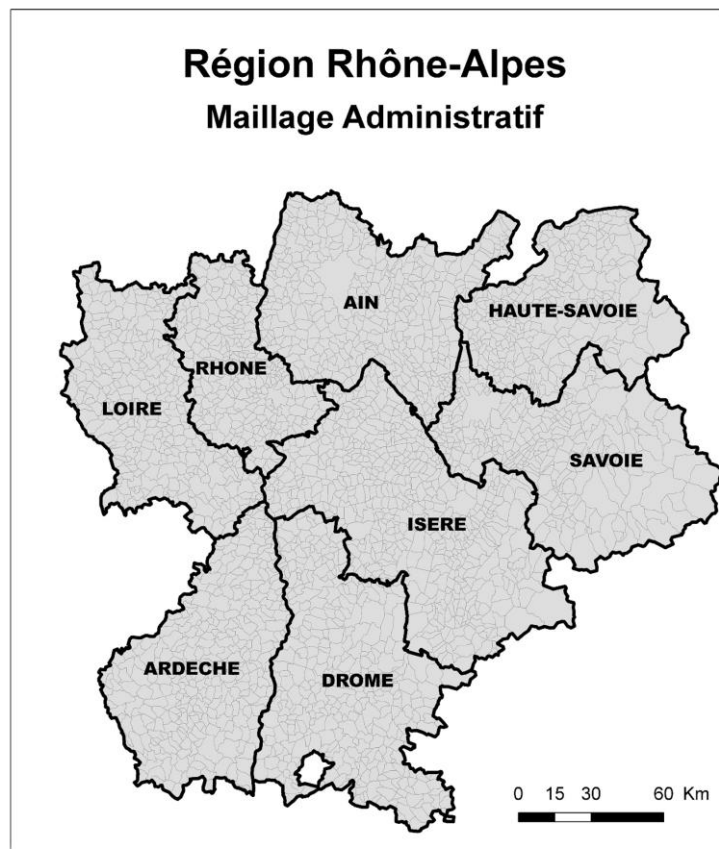 Région Rhône-Alpes
Maillage Administratif
AIN
HAUTE-SAVOIE
RHONE
LOIRE
SAVOIE
ISERE
ARDECHE
DROME
0 15 30 60 Km